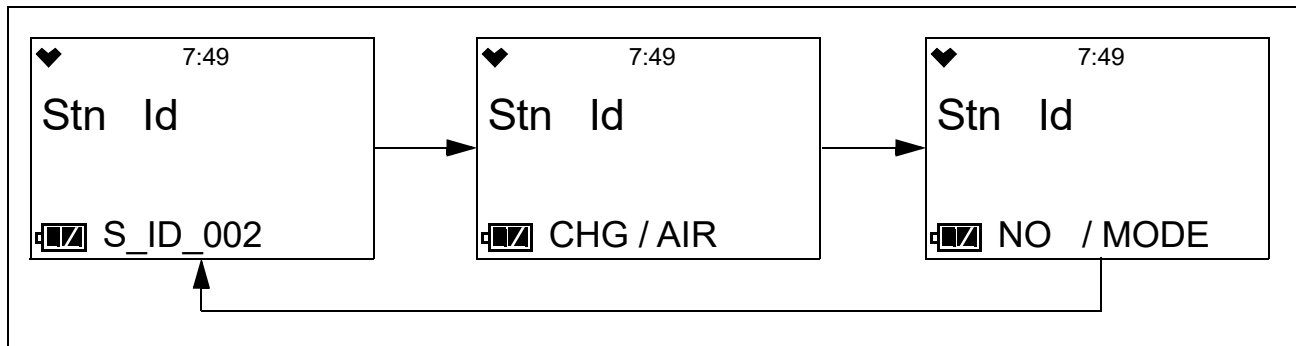 7:49
Stn Id
S_ID_002
7:49
Stn Id
CHG / AIR
7:49
Stn Id
NO / MODE